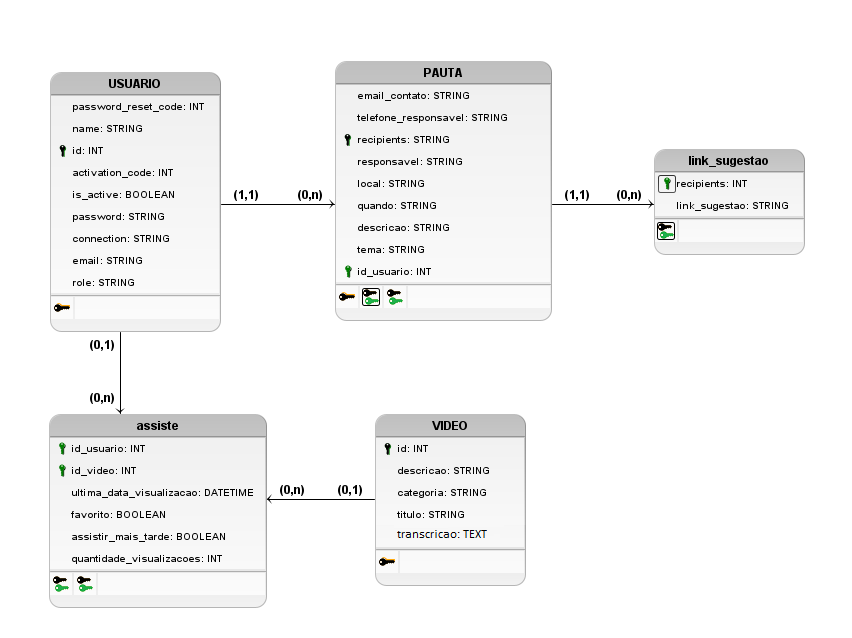 USUARIO
password_reset_code: INT
name: STRING
id: INT
activation_code: INT
is_active: BOOLEAN
password: STRING
connection: STRING
email: STRING
role: STRING
(1,1)
(0,n)
PAUTA
email_contato: STRING
telefone_responsavel: STRING
recipients: STRING
responsavel: STRING
local: STRING
quando: STRING
descricao: STRING
tema: STRING
id_usuario: INT
(1,1)
(0,n)
link_sugestao
recipients: INT
link_sugestao: STRING
(0,1)
(0,n)
assiste
id_usuario: INT
id_video: INT
ultima_data_visualizacao: DATETIME
favorito: BOOLEAN
assistir_mais_tarde: BOOLEAN
quantidade_visualizacoes: INT
(0,n)
(0,1)
VIDEO
id: INT
descricao: STRING
categoria: STRING
titulo: STRING
transcricao: TEXT